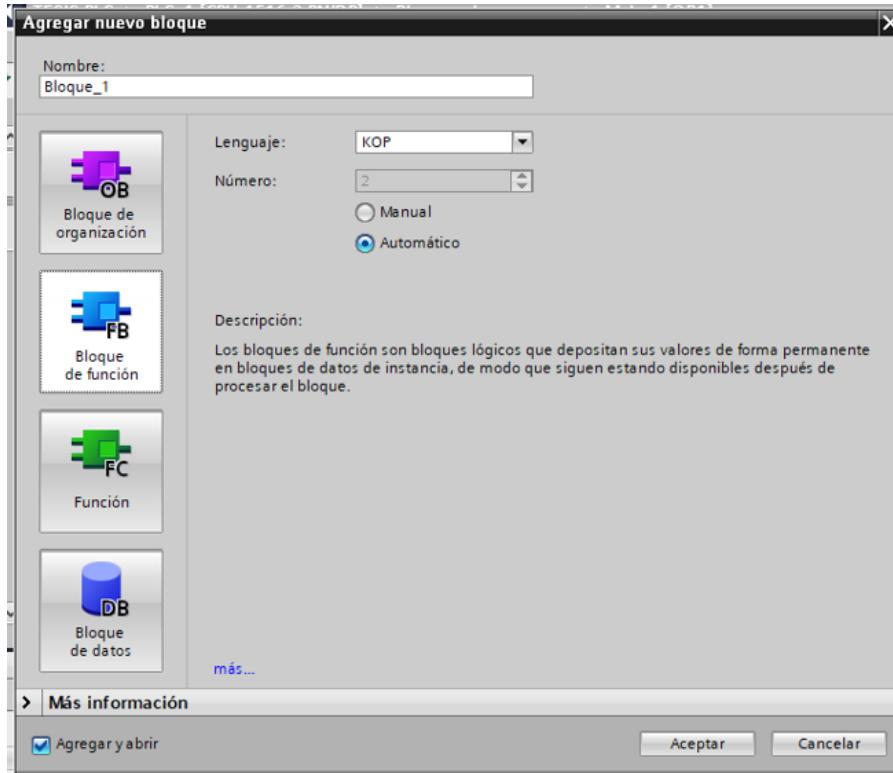 Agregar nuevo bloque
Nombre:
Bloque_1
OB
Bloque de
organización
FB
Bloque
de función
FC
Función
DB
Bloque
de datos
Lenguaje:
KOP
Número:
2
Manual
Automático
Descripción:
Los bloques de función son bloques lógicos que depositan sus valores de forma permanente
en bloques de datos de instancia, de modo que siguen estando disponibles después de
procesar el bloque.
más...
> Más información
Agregar y abrir
Aceptar
Cancelar